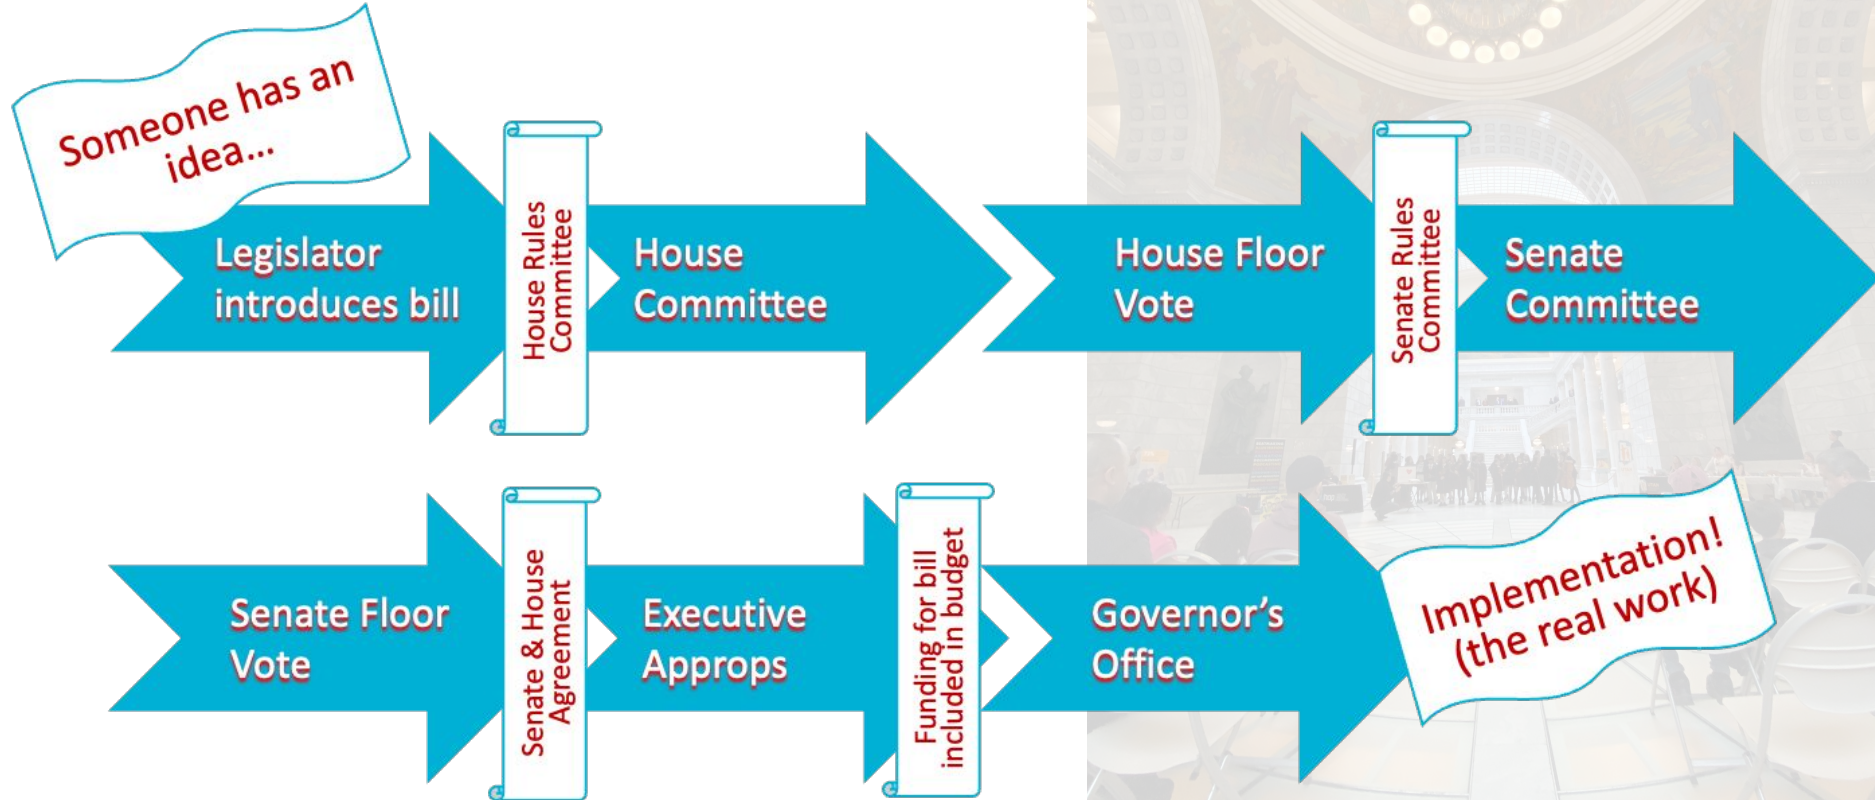 Someone has an
idea...
Legislator
introduces bill
House Rules
Committee
House
Committee
House Floor
Vote
Senate Rules
Committee
Senate
Committee
Senate Floor
Vote
Senate & House
Agreement
Executive
Approps
Funding for bill
included in budget
Governor's
Office
Implementation!
(the real work)